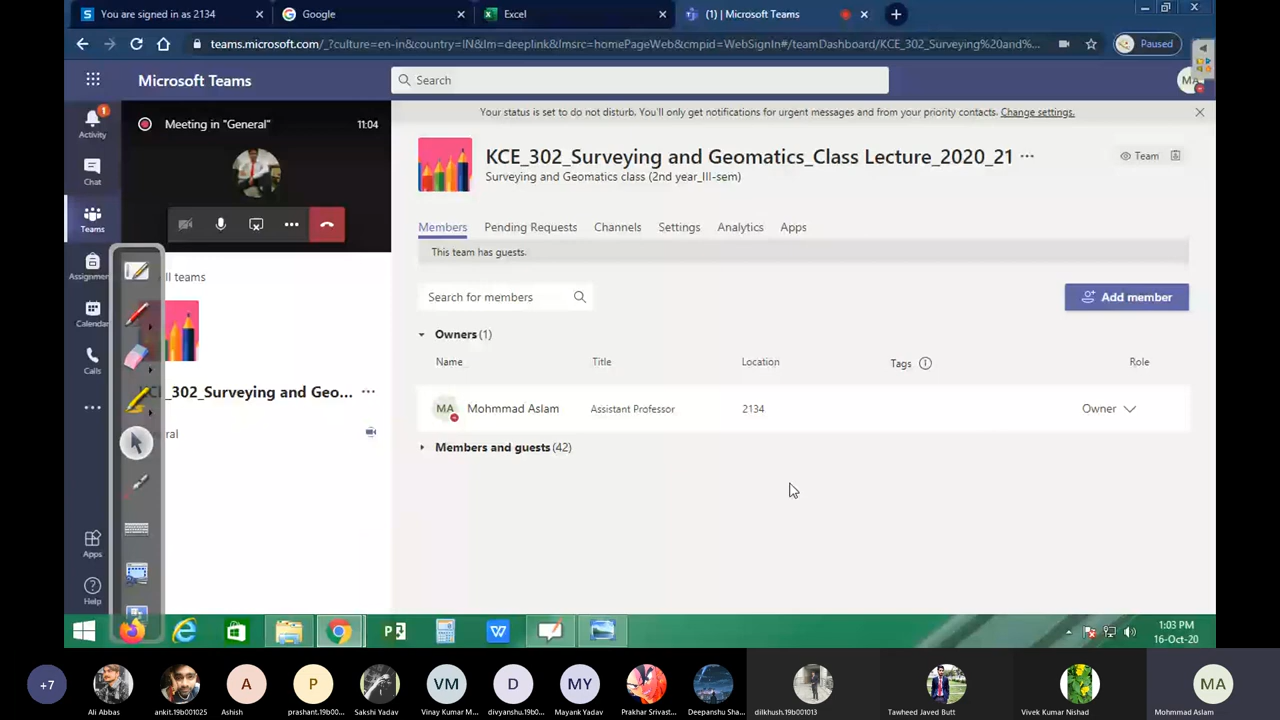 You are signed in as 2134
Google
Excel
(1) | Microsoft Teams
teams.microsoft.com/_?culture=en-in&country=IN&lm=deeplink&lmsrc=homePageWeb&cmpid=WebSignIn#/teamDashboard/KCE_302_Surveying%20and%...
Paused
Microsoft Teams
Search
MA
Your status is set to do not disturb. You'll only get notifications for urgent messages and from your priority contacts. Change settings.
1
Activity
Chat
Teams
Assignmen
Calenda
Calls
Apps
Help
Meeting in "General"
11:04
ll teams
KCE_302_Surveying and Geo...
eral
KCE_302_Surveying and Geomatics_Class Lecture_2020_21 ...
Team
Surveying and Geomatics class (2nd year_III-sem)
Members
Pending Requests
Channels
Settings
Analytics
Apps
This team has guests.
Search for members
Add member
Owners (1)
Name
Title
Location
Tags
Role
MA
Mohmmad Aslam
Assistant Professor
2134
Owner
Members and guests (42)
1:03 PM
16-Oct-20
+7
A
P
VM
D
MY
MA
Ali Abbas
ankit.19b001025
Ashish
prashant.19b001...
Sakshi Yadav
Vinay Kumar M...
divyanshu.19b0...
Mayank Yadav
Prakhar Srivast...
Deepanshu Sha...
dilkhush.19b001013
Tawheed Javed Butt
Vivek Kumar Nishad
Mohmmad Aslam